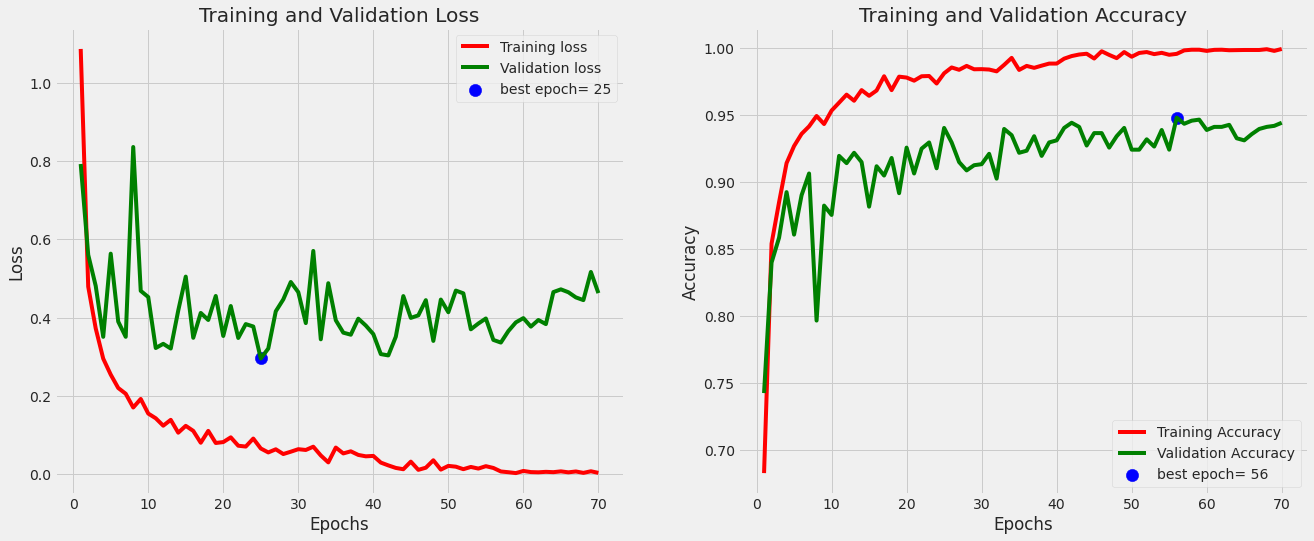 Training and Validation Loss
Training loss
Validation loss
best epoch= 25
1.0
0.8
0.6
0.4
0.2
0.0
Loss
0
10
20
30
40
50
60
70
Epochs
Training and Validation Accuracy
1.00
0.95
0.90
0.85
0.80
0.75
0.70
Accuracy
Training Accuracy
Validation Accuracy
best epoch= 56
0
10
20
30
40
50
60
70
Epochs